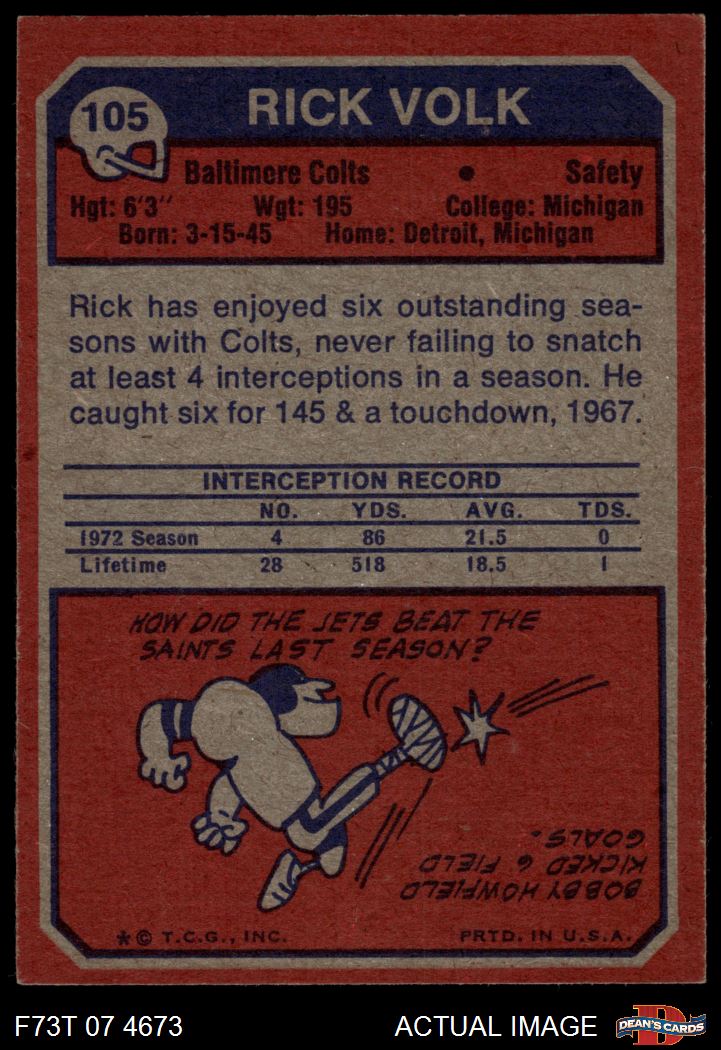 105
RICK VOLK
Baltimore Colts • Safety
Hgt: 6'3" Wgt: 195 College: Michigan
Born: 3-15-45 Home: Detroit, Michigan
Rick has enjoyed six outstanding sea-
sons with Colts, never failing to snatch
at least 4 interceptions in a season. He
caught six for 145 & a touchdown, 1967.
INTERCEPTION RECORD
NO. YDS. AVG. TDS.
1972 Season 4 86 21.5 0
Lifetime 28 518 18.5 1
HOW DID THE JETS BEAT THE
SAINTS LAST SEASON?
BOBBY HOWFIELD
KICKED 6 FIELD
GOALS.
* © T.C.G., INC. PRTD. IN U.S.A.
F73T 07 4673 ACTUAL IMAGE
D
DEAN'S CARDS